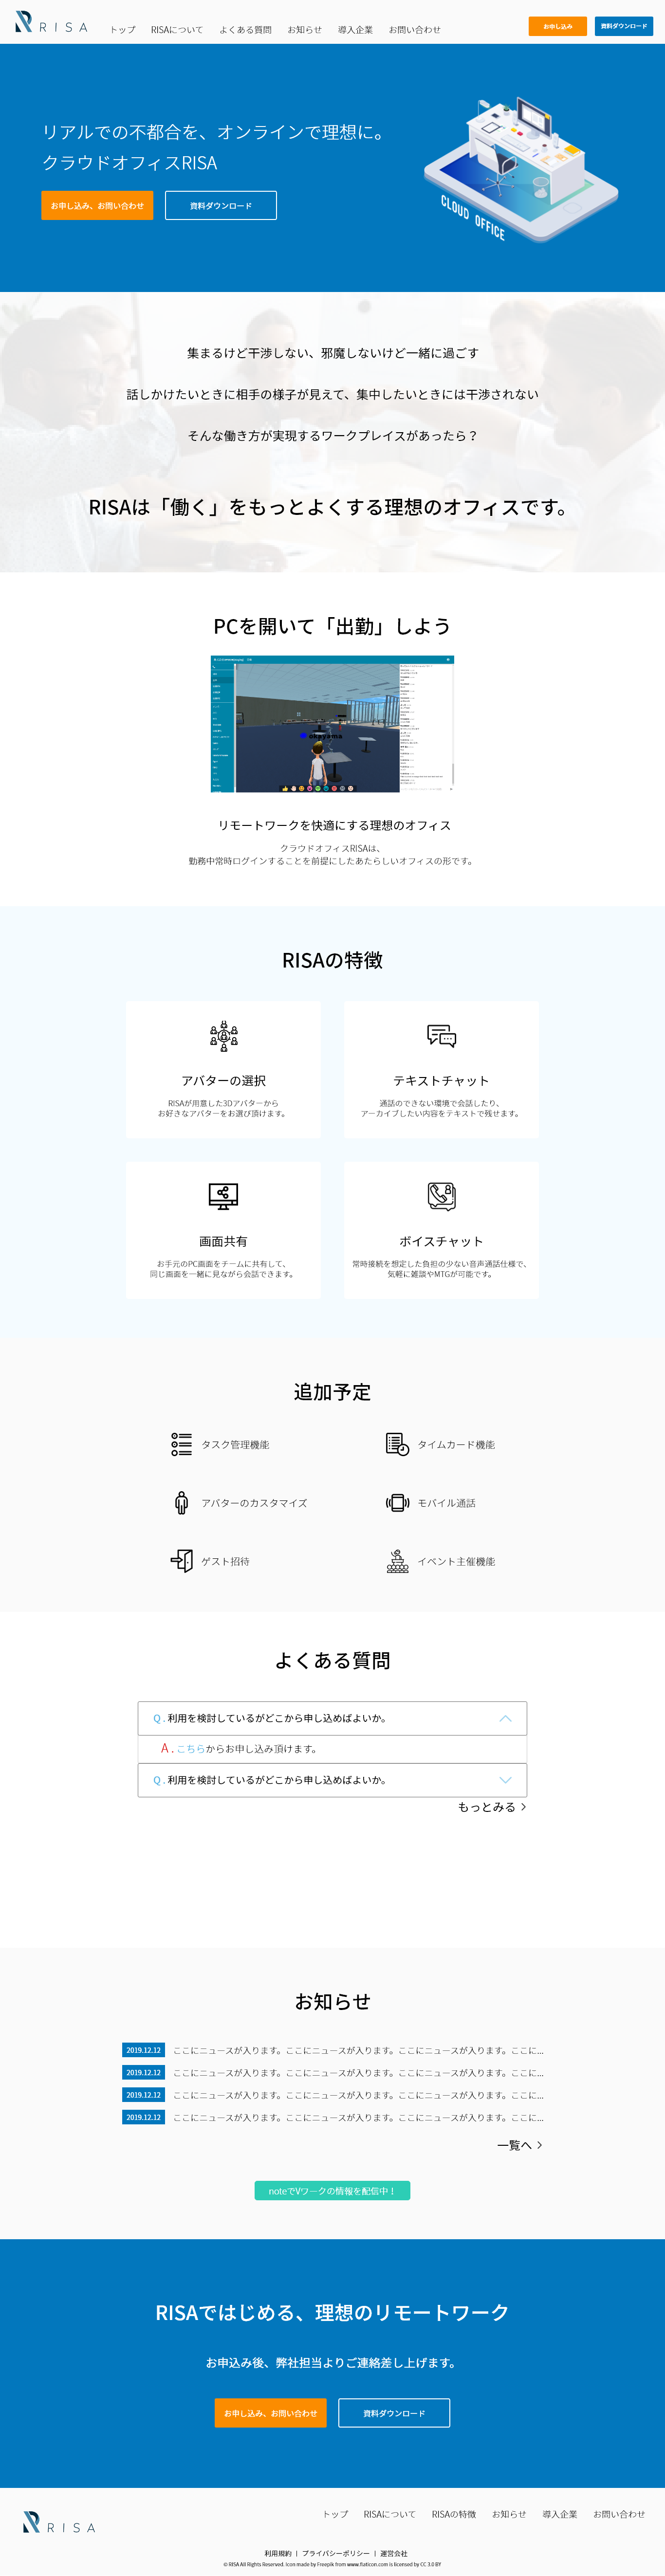 RISA
トップ RISAについて よくある質問 お知らせ 導入企業 お問い合わせ
お申し込み 資料ダウンロード
リアルでの不都合を、オンラインで理想に。
クラウドオフィスRISA
お申し込み、お問い合わせ 資料ダウンロード
CLOUD OFFICE
集まるけど干渉しない、邪魔しないけど一緒に過ごす
話しかけたいときに相手の様子が見えて、集中したいときには干渉されない
そんな働き方が実現するワークプレイスがあったら？
RISAは「働く」をもっとよくする理想のオフィスです。
PCを開いて「出勤」しよう
okayama
リモートワークを快適にする理想のオフィス
クラウドオフィスRISAは、
勤務中常時ログインすることを前提にしたあたらしいオフィスの形です。
RISAの特徴
アバターの選択
RISAが用意した3Dアバターから
お好きなアバターをお選び頂けます。
テキストチャット
通話のできない環境で会話したり、
アーカイブしたい内容をテキストで残せます。
画面共有
お手元のPC画面をチームに共有して、
同じ画面を一緒に見ながら会話できます。
ボイスチャット
常時接続を想定した負担の少ない音声通話仕様で、
気軽に雑談やMTGが可能です。
追加予定
タスク管理機能 タイムカード機能
アバターのカスタマイズ モバイル通話
ゲスト招待 イベント主催機能
よくある質問
Q . 利用を検討しているがどこから申し込めばよいか。
A . こちらからお申し込み頂けます。
Q . 利用を検討しているがどこから申し込めばよいか。
もっとみる
お知らせ
2019.12.12 ここにニュースが入ります。ここにニュースが入ります。ここにニュースが入ります。ここに...
2019.12.12 ここにニュースが入ります。ここにニュースが入ります。ここにニュースが入ります。ここに...
2019.12.12 ここにニュースが入ります。ここにニュースが入ります。ここにニュースが入ります。ここに...
2019.12.12 ここにニュースが入ります。ここにニュースが入ります。ここにニュースが入ります。ここに...
一覧へ
noteでVワークの情報を配信中！
RISAではじめる、理想のリモートワーク
お申込み後、弊社担当よりご連絡差し上げます。
お申し込み、お問い合わせ 資料ダウンロード
RISA
トップ RISAについて RISAの特徴 お知らせ 導入企業 お問い合わせ
利用規約 | プライバシーポリシー | 運営会社
© RISA All Rights Reserved. Icon made by Freepik from www.flaticon.com is licensed by CC 3.0 BY